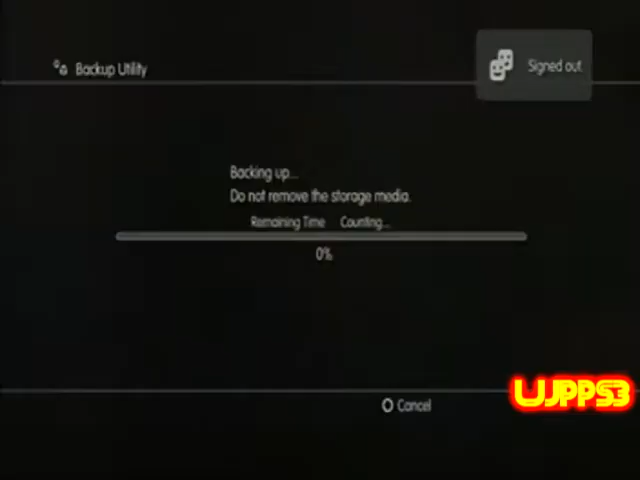 Backup Utility
Signed out
Backing up...
Do not remove the storage media.
Remaining Time Counting...
0%
Cancel
UJPPS3